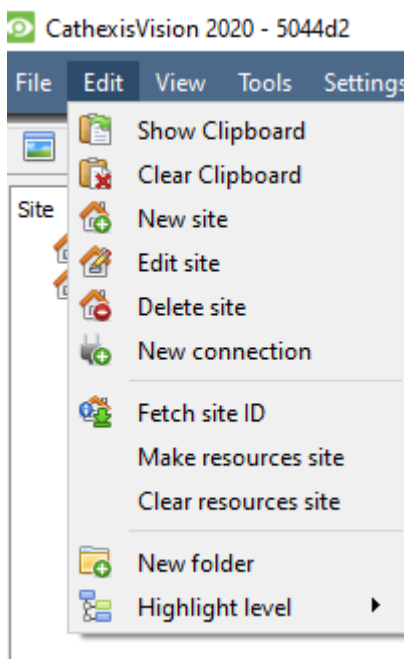 CathexisVision 2020 - 5044d2
File Edit View Tools Settings
Show Clipboard
Clear Clipboard
Site
New site
Edit site
Delete site
New connection
Fetch site ID
Make resources site
Clear resources site
New folder
Highlight level